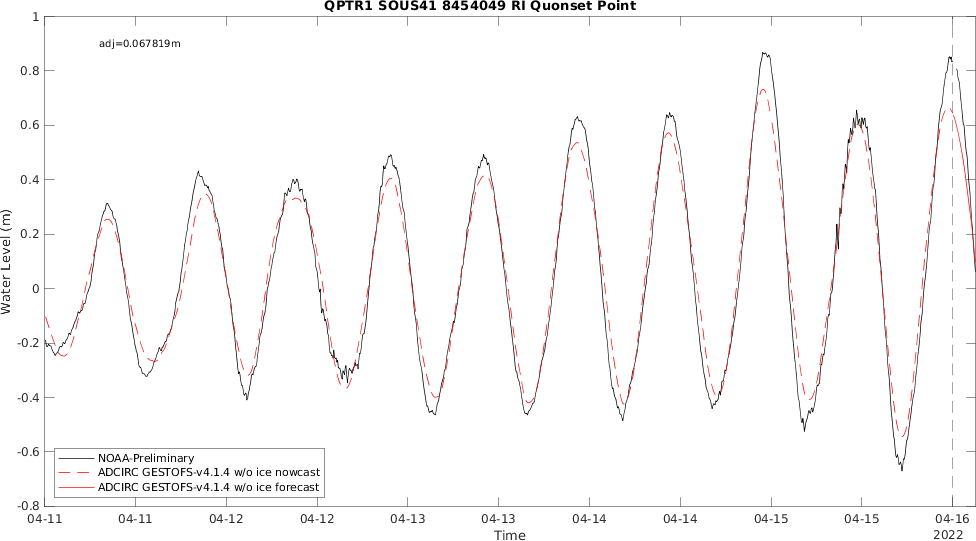 QPTR1 SOUS41 8454049 RI Quonset Point
adj=0.067819m
1
0.8
0.6
0.4
0.2
0
-0.2
-0.4
-0.6
-0.8
Water Level (m)
NOAA-Preliminary
ADCIRC GESTOFS-v4.1.4 w/o ice nowcast
ADCIRC GESTOFS-v4.1.4 w/o ice forecast
04-11 04-11 04-12 04-12 04-13 04-13 04-14 04-14 04-15 04-15 04-16
Time
2022